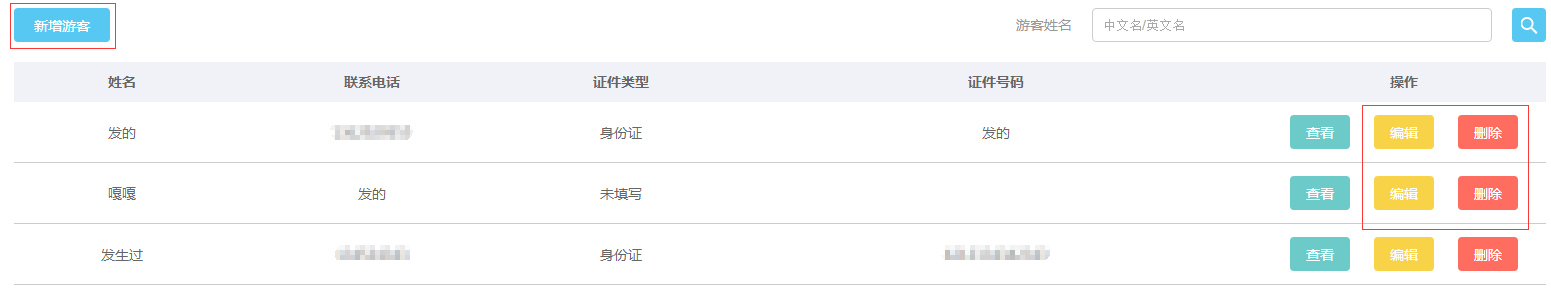 新增游客 游客姓名 中文名/英文名
姓名 联系电话 证件类型 证件号码 操作
发的 身份证 发的 查看 编辑 删除
嘎嘎 发的 未填写 查看 编辑 删除
发生过 身份证 查看 编辑 删除